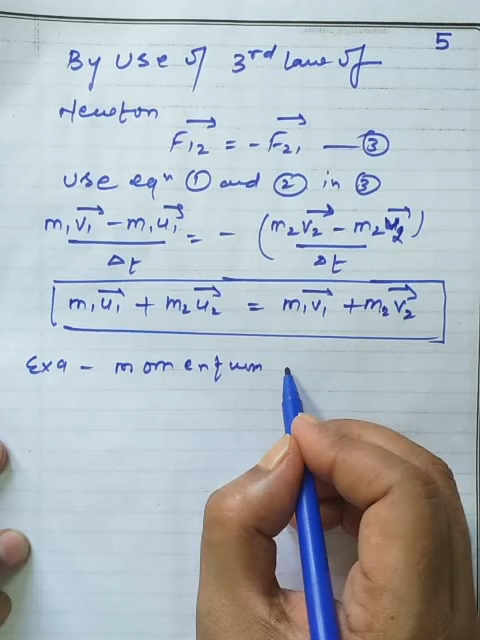 5
By use of 3rd law of
Newton
F₁₂→ = - F₂₁→ — ③
use eqⁿ ① and ② in ③
m₁v₁→ - m₁u₁→ / Δt = - (m₂v₂→ - m₂u₂→) / Δt
m₁u₁→ + m₂u₂→ = m₁v₁→ + m₂v₂→
Exa - momentum